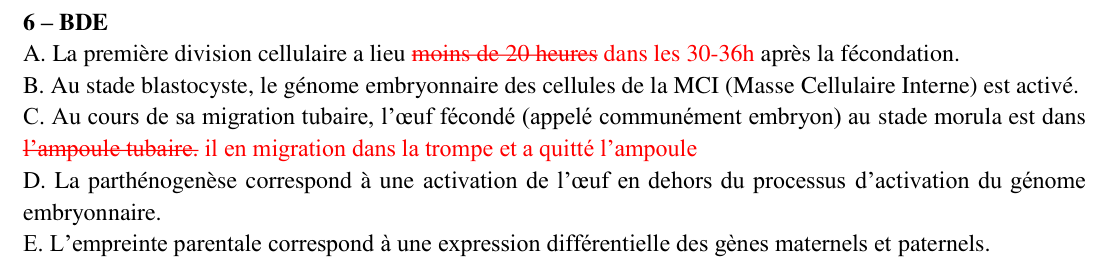 6 – BDE
A. La première division cellulaire a lieu moins de 20 heures dans les 30-36h après la fécondation.
B. Au stade blastocyste, le génome embryonnaire des cellules de la MCI (Masse Cellulaire Interne) est activé.
C. Au cours de sa migration tubaire, l’œuf fécondé (appelé communément embryon) au stade morula est dans
l’ampoule tubaire. il en migration dans la trompe et a quitté l’ampoule
D. La parthénogenèse correspond à une activation de l’œuf en dehors du processus d’activation du génome
embryonnaire.
E. L’empreinte parentale correspond à une expression différentielle des gènes maternels et paternels.